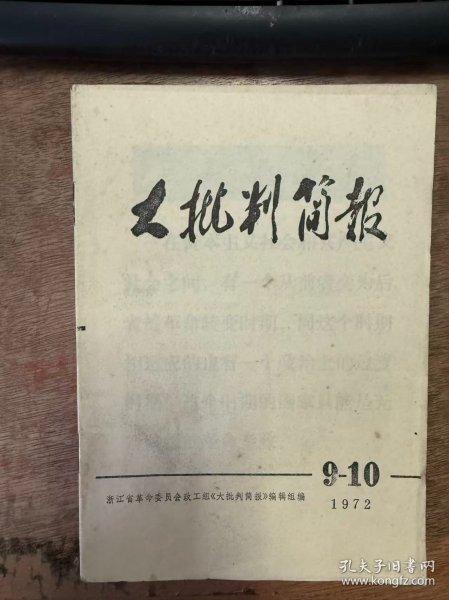 大批判简报
9-10
浙江省革命委员会政工组《大批判简报》编辑组编
1972
孔夫子旧书网
kongfz.com